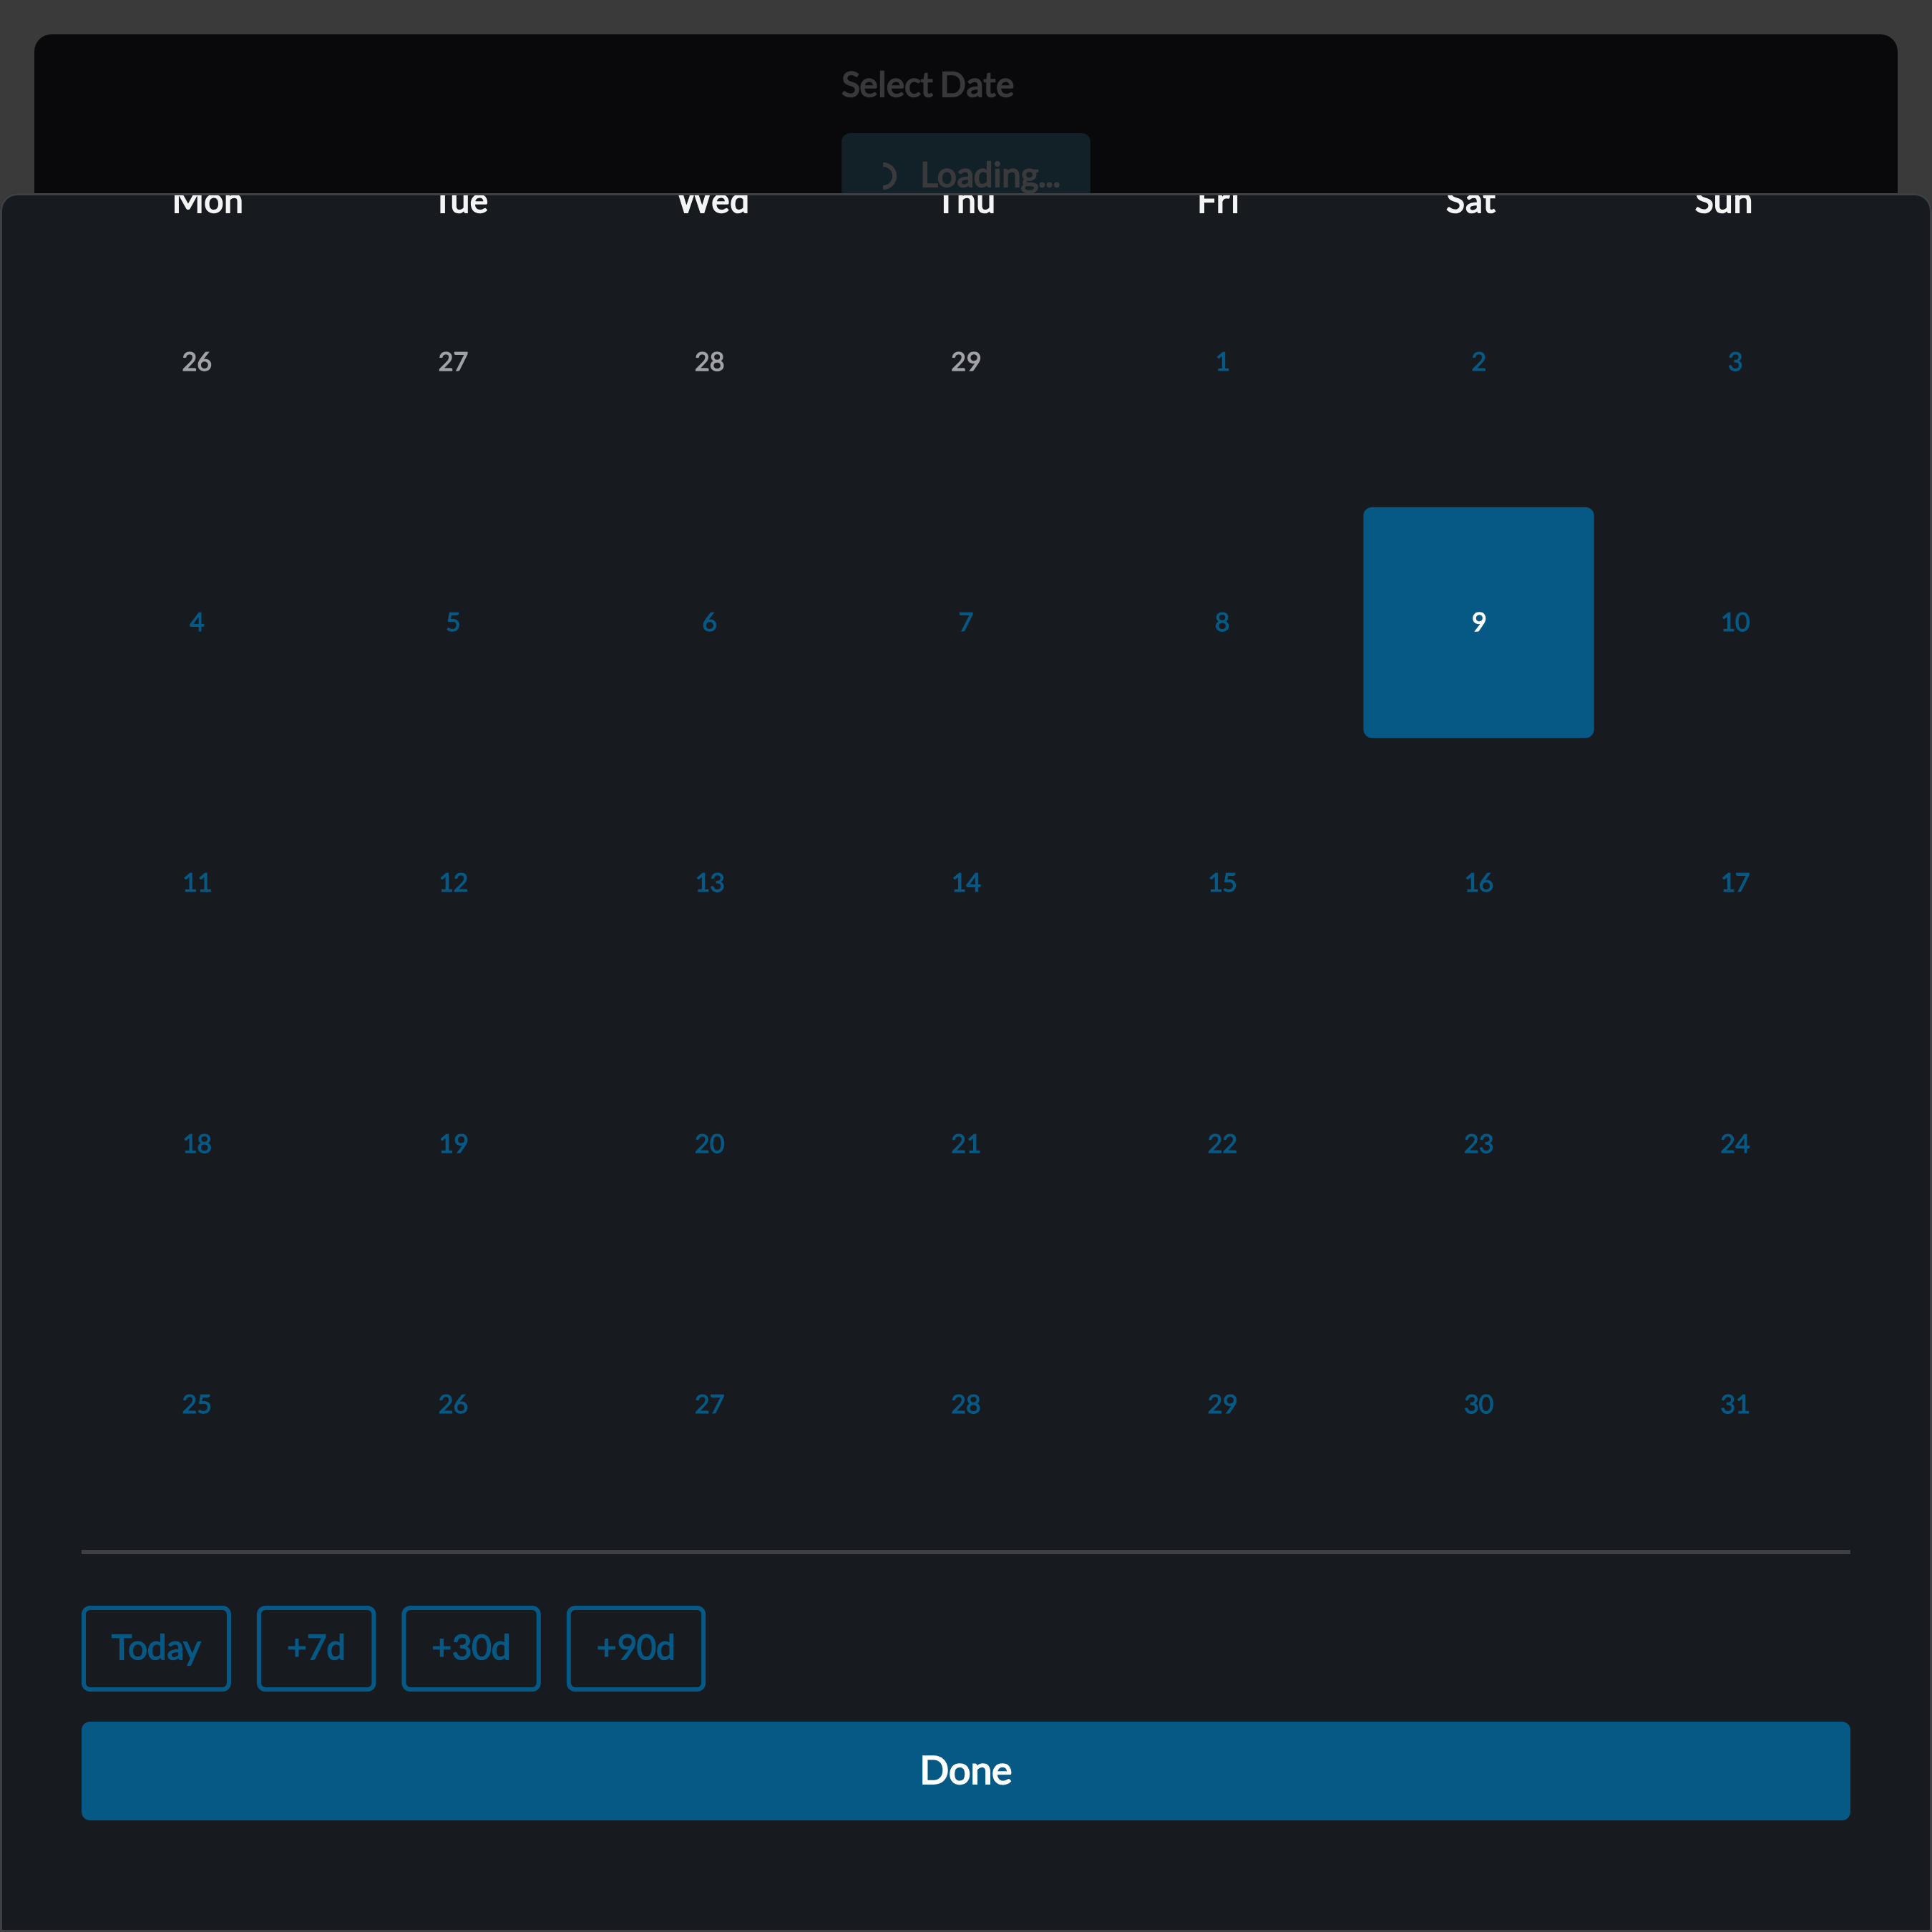 Select Date
Loading...
Mon Tue Wed Thu Fri Sat Sun
26 27 28 29 1 2 3
4 5 6 7 8 9 10
11 12 13 14 15 16 17
18 19 20 21 22 23 24
25 26 27 28 29 30 31
Today +7d +30d +90d
Done